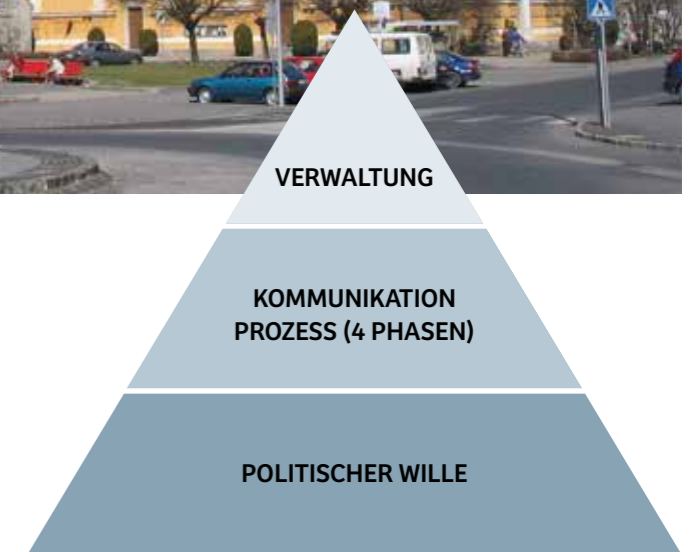 VERWALTUNG
KOMMUNIKATION
PROZESS (4 PHASEN)
POLITISCHER WILLE